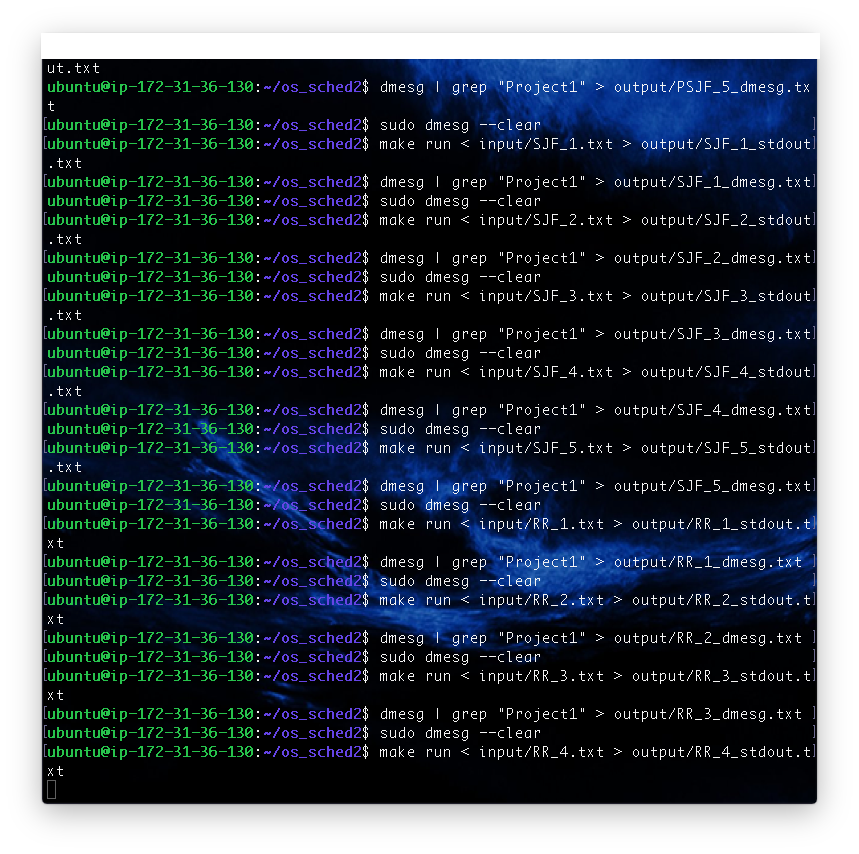 ut.txt
ubuntu@ip-172-31-36-130:~/os_sched2$ dmesg | grep "Project1" > output/PSJF_5_dmesg.tx
t
[ubuntu@ip-172-31-36-130:~/os_sched2$ sudo dmesg --clear ]
[ubuntu@ip-172-31-36-130:~/os_sched2$ make run < input/SJF_1.txt > output/SJF_1_stdout]
.txt
[ubuntu@ip-172-31-36-130:~/os_sched2$ dmesg | grep "Project1" > output/SJF_1_dmesg.txt]
ubuntu@ip-172-31-36-130:~/os_sched2$ sudo dmesg --clear
[ubuntu@ip-172-31-36-130:~/os_sched2$ make run < input/SJF_2.txt > output/SJF_2_stdout]
.txt
[ubuntu@ip-172-31-36-130:~/os_sched2$ dmesg | grep "Project1" > output/SJF_2_dmesg.txt]
ubuntu@ip-172-31-36-130:~/os_sched2$ sudo dmesg --clear
[ubuntu@ip-172-31-36-130:~/os_sched2$ make run < input/SJF_3.txt > output/SJF_3_stdout]
.txt
[ubuntu@ip-172-31-36-130:~/os_sched2$ dmesg | grep "Project1" > output/SJF_3_dmesg.txt]
ubuntu@ip-172-31-36-130:~/os_sched2$ sudo dmesg --clear
[ubuntu@ip-172-31-36-130:~/os_sched2$ make run < input/SJF_4.txt > output/SJF_4_stdout]
.txt
[ubuntu@ip-172-31-36-130:~/os_sched2$ dmesg | grep "Project1" > output/SJF_4_dmesg.txt]
ubuntu@ip-172-31-36-130:~/os_sched2$ sudo dmesg --clear
[ubuntu@ip-172-31-36-130:~/os_sched2$ make run < input/SJF_5.txt > output/SJF_5_stdout]
.txt
[ubuntu@ip-172-31-36-130:~/os_sched2$ dmesg | grep "Project1" > output/SJF_5_dmesg.txt]
ubuntu@ip-172-31-36-130:~/os_sched2$ sudo dmesg --clear
[ubuntu@ip-172-31-36-130:~/os_sched2$ make run < input/RR_1.txt > output/RR_1_stdout.t]
xt
[ubuntu@ip-172-31-36-130:~/os_sched2$ dmesg | grep "Project1" > output/RR_1_dmesg.txt ]
[ubuntu@ip-172-31-36-130:~/os_sched2$ sudo dmesg --clear ]
[ubuntu@ip-172-31-36-130:~/os_sched2$ make run < input/RR_2.txt > output/RR_2_stdout.t]
xt
[ubuntu@ip-172-31-36-130:~/os_sched2$ dmesg | grep "Project1" > output/RR_2_dmesg.txt ]
[ubuntu@ip-172-31-36-130:~/os_sched2$ sudo dmesg --clear ]
[ubuntu@ip-172-31-36-130:~/os_sched2$ make run < input/RR_3.txt > output/RR_3_stdout.t]
xt
[ubuntu@ip-172-31-36-130:~/os_sched2$ dmesg | grep "Project1" > output/RR_3_dmesg.txt ]
[ubuntu@ip-172-31-36-130:~/os_sched2$ sudo dmesg --clear ]
[ubuntu@ip-172-31-36-130:~/os_sched2$ make run < input/RR_4.txt > output/RR_4_stdout.t]
xt